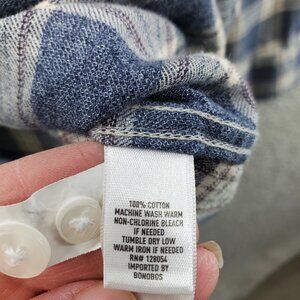 100% COTTON
MACHINE WASH WARM
NON-CHLORINE BLEACH
IF NEEDED
TUMBLE DRY LOW
WARM IRON IF NEEDED
RN# 128054
IMPORTED BY
BONOBOS